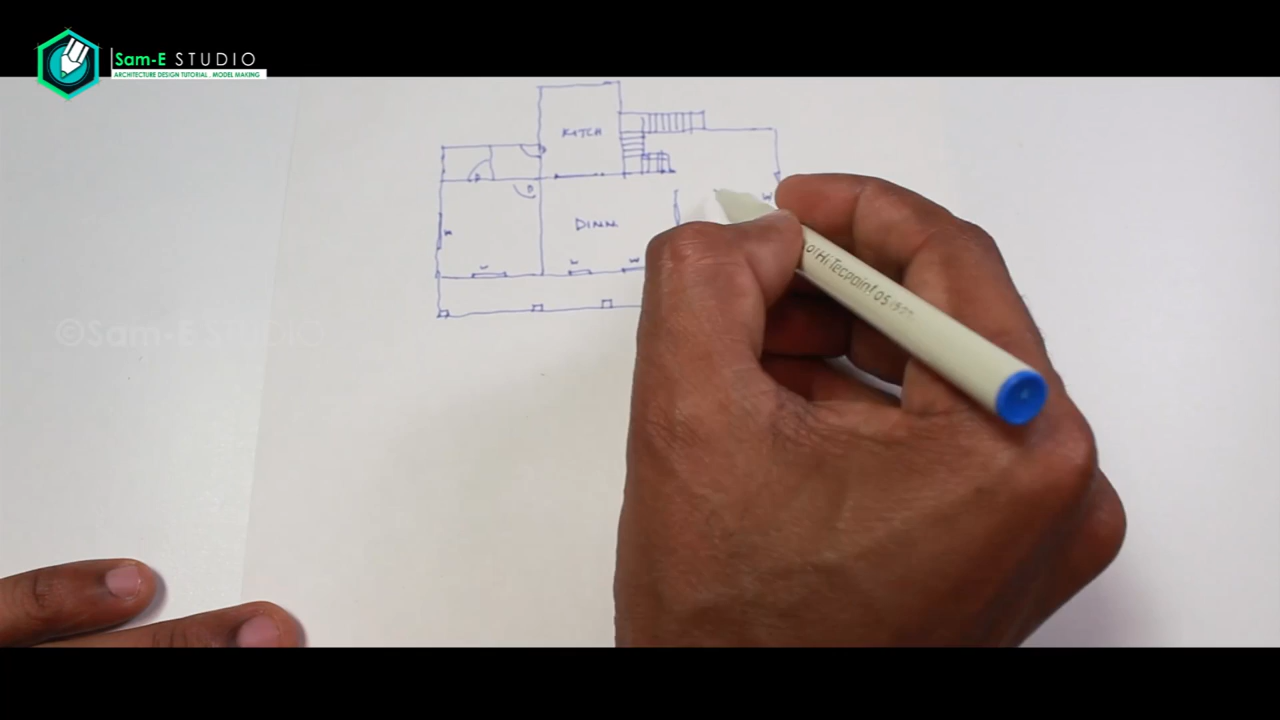 Sam-E STUDIO
ARCHITECTURE DESIGN TUTORIAL . MODEL MAKING
KITCH
D
D
W
DINN
W
W
W
W
©Sam-E STUDIO